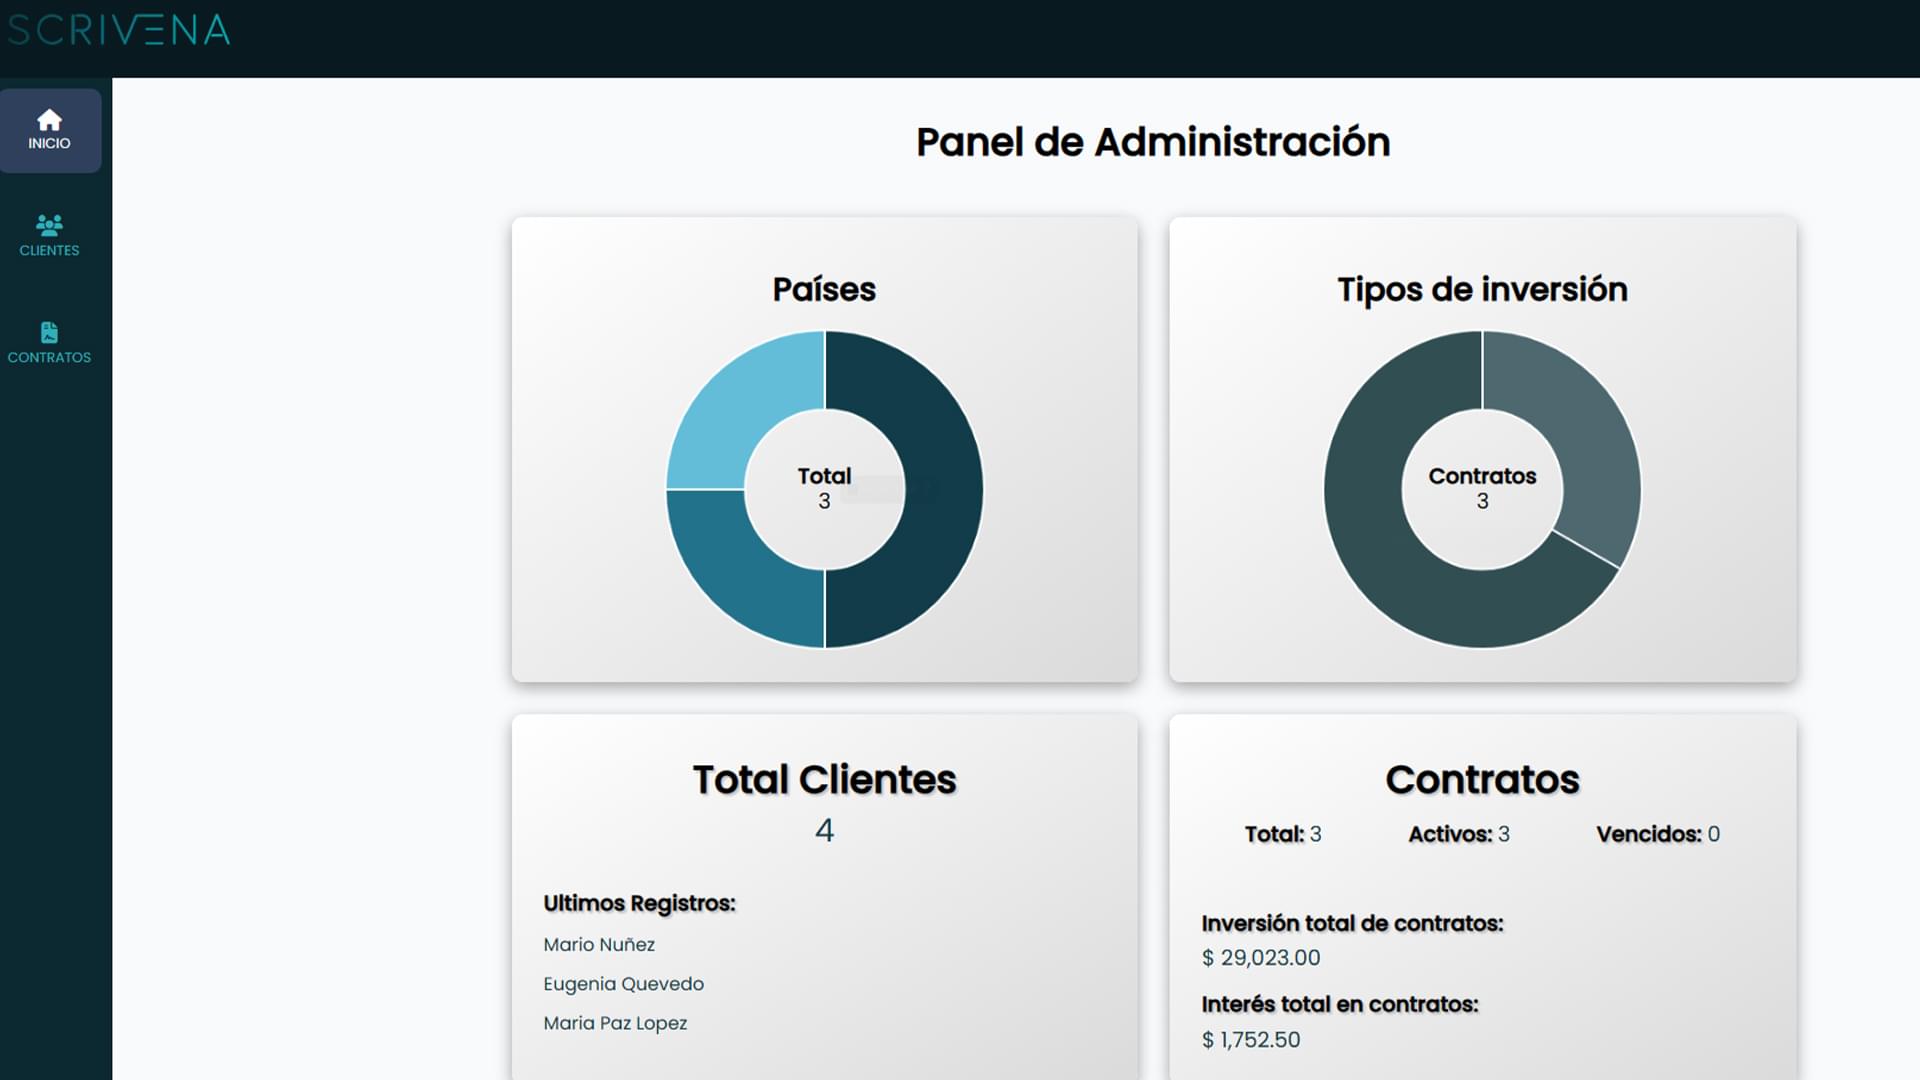 SCRIVENA
INICIO
CLIENTES
CONTRATOS
Panel de Administración
Países
Total
3
Tipos de inversión
Contratos
3
Total Clientes
4
Ultimos Registros:
Mario Nuñez
Eugenia Quevedo
Maria Paz Lopez
Contratos
Total: 3 Activos: 3 Vencidos: 0
Inversión total de contratos:
$ 29,023.00
Interés total en contratos:
$ 1,752.50